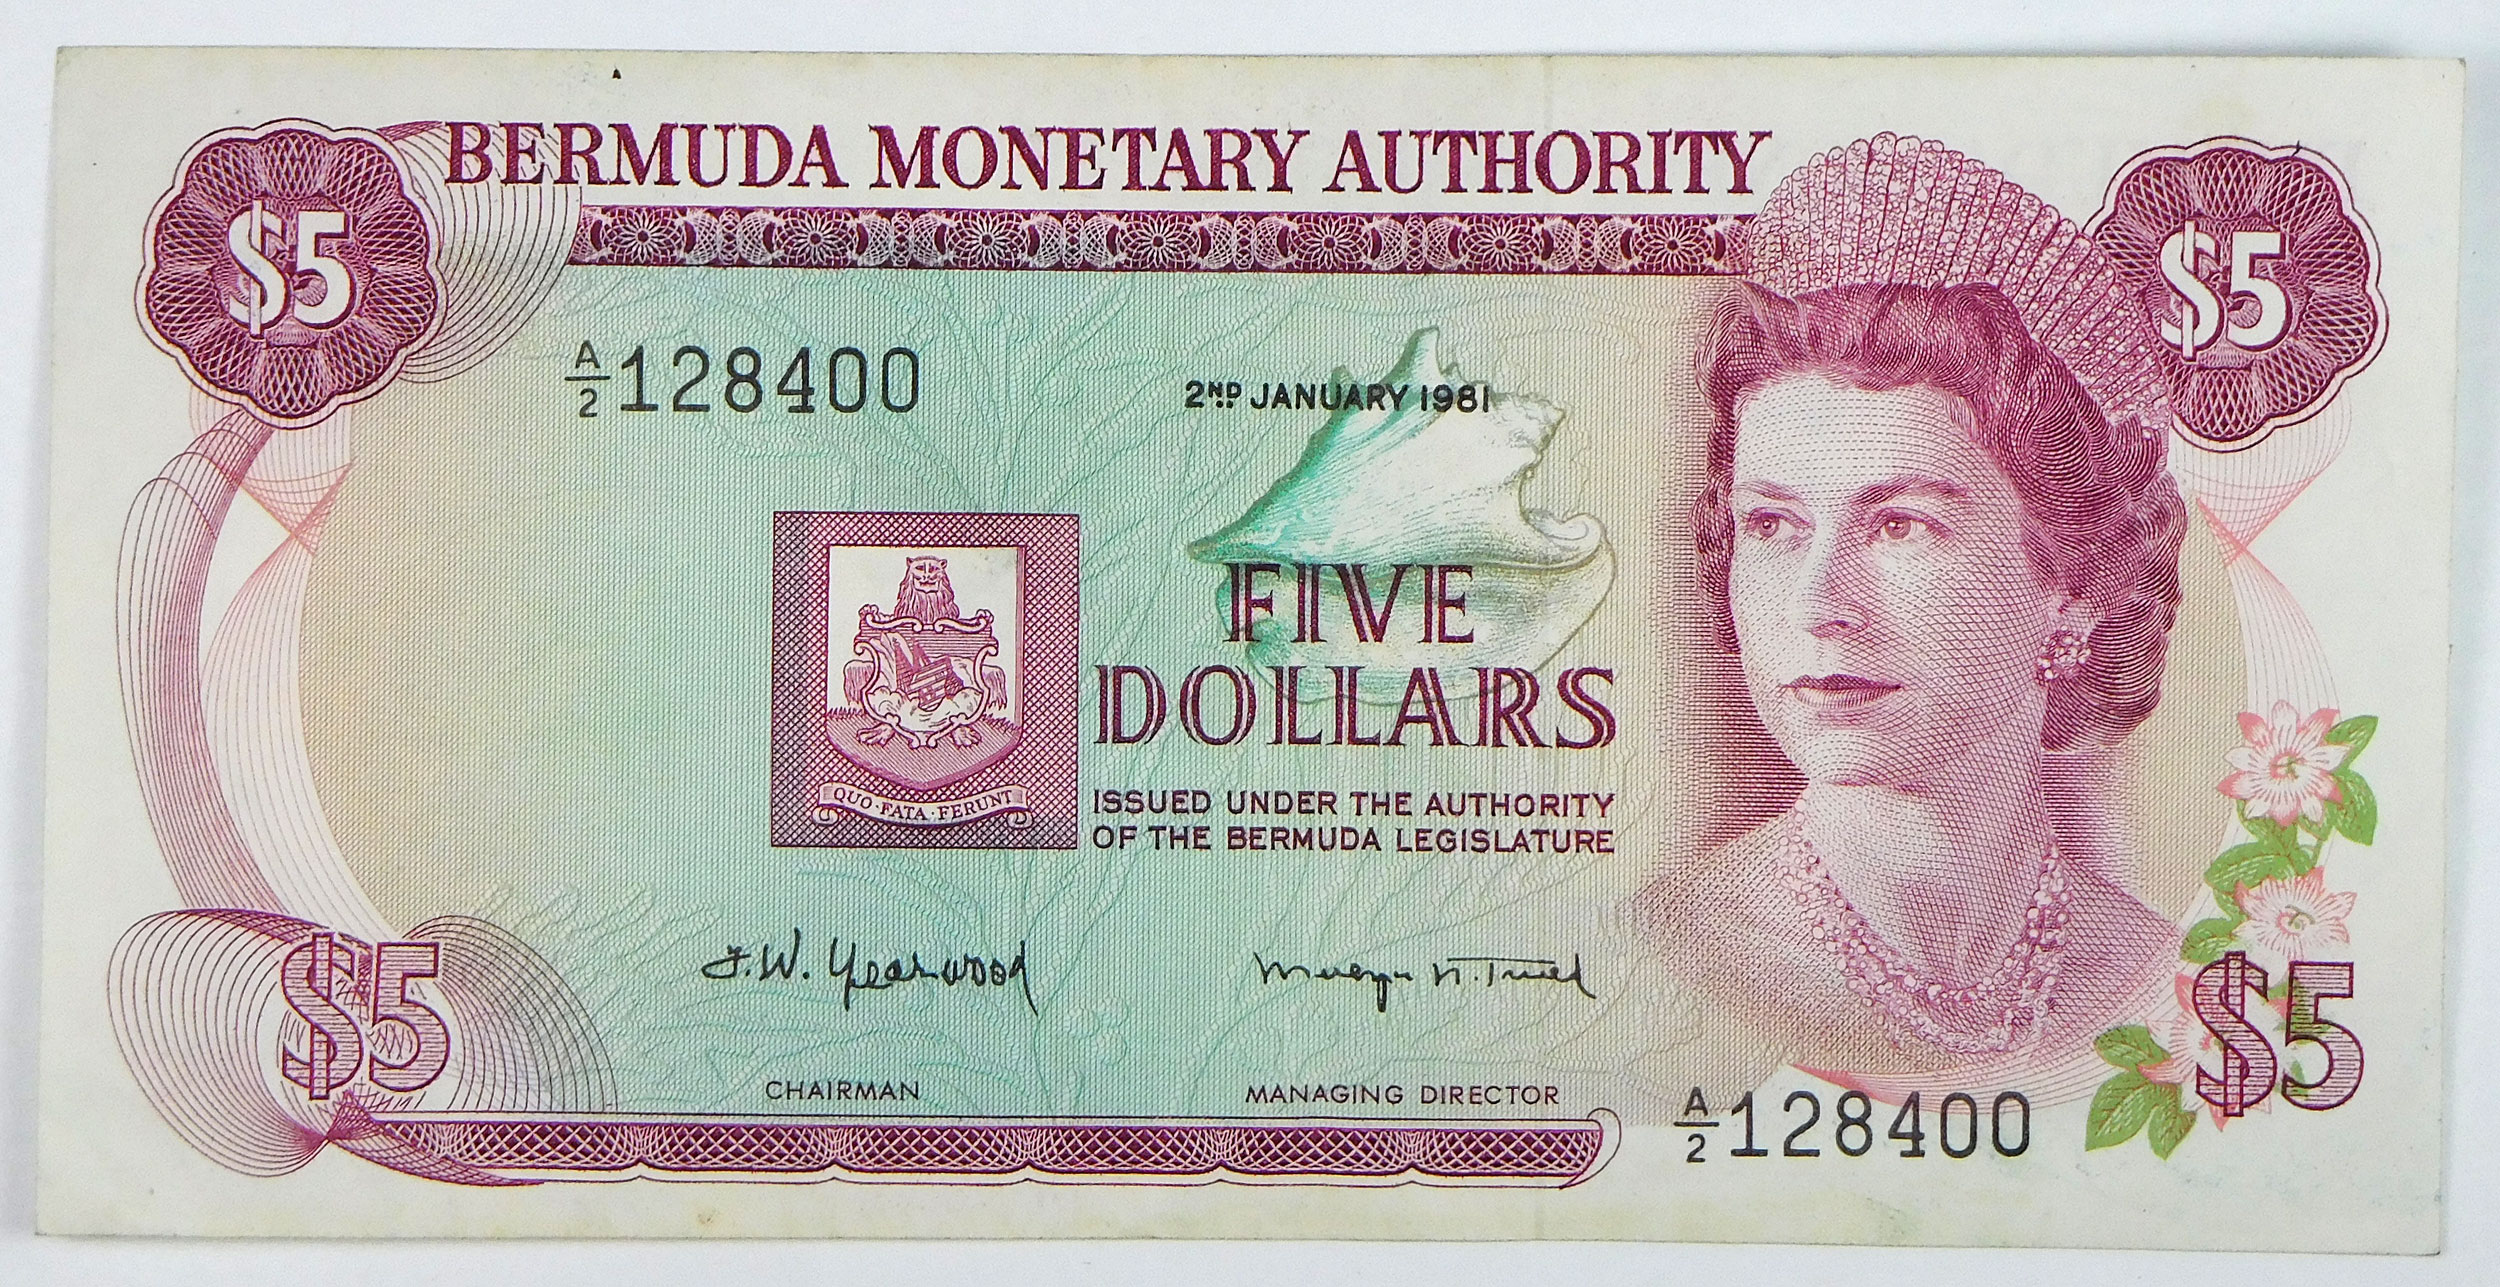 BERMUDA MONETARY AUTHORITY
$5
$5
A/2 128400
2ND JANUARY 1981
FIVE
DOLLARS
QUO·FATA·FERUNT
ISSUED UNDER THE AUTHORITY
OF THE BERMUDA LEGISLATURE
J.W. Yearwood
CHAIRMAN
MANAGING DIRECTOR
$5
$5
A/2 128400